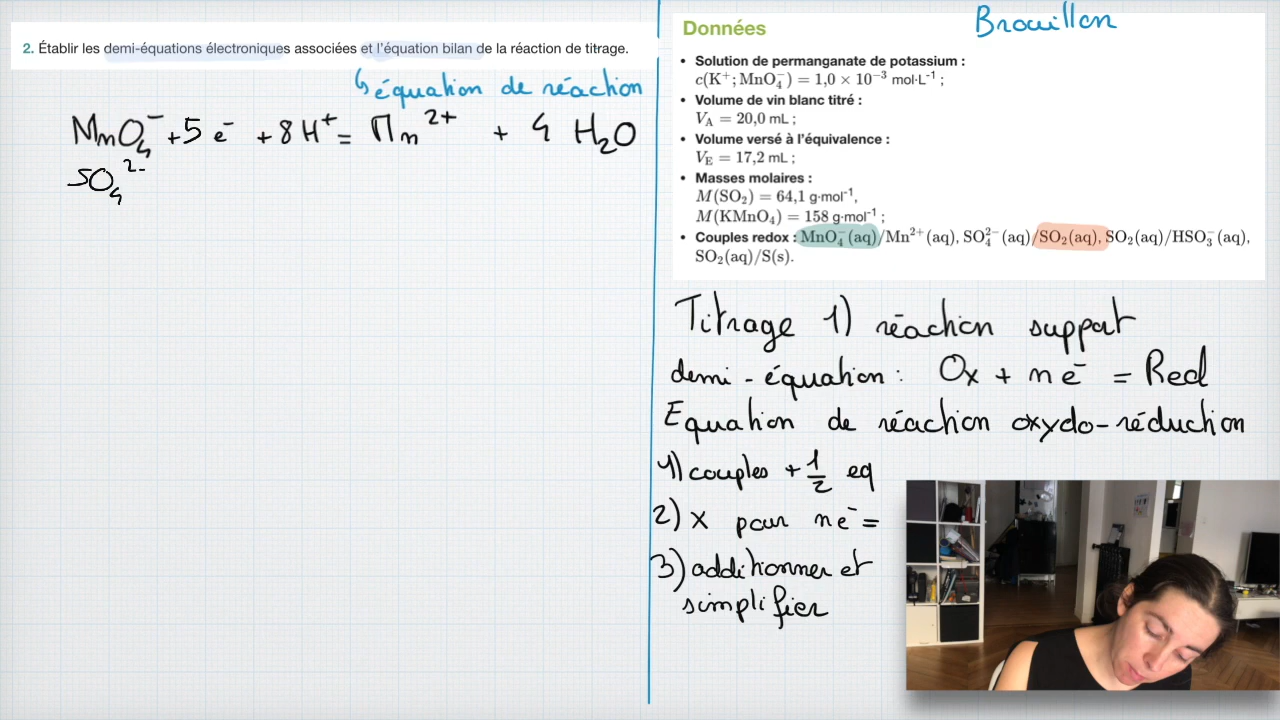 2. Établir les demi-équations électroniques associées et l'équation bilan de la réaction de titrage.
↳ équation de réaction
MnO₄⁻ + 5 e⁻ + 8 H⁺ = Mn²⁺ + 4 H₂O
SO₄²⁻
Brouillon
Données
• Solution de permanganate de potassium :
c(K⁺; MnO₄⁻) = 1,0 × 10⁻³ mol·L⁻¹ ;
• Volume de vin blanc titré :
V_A = 20,0 mL ;
• Volume versé à l'équivalence :
V_E = 17,2 mL ;
• Masses molaires :
M(SO₂) = 64,1 g·mol⁻¹,
M(KMnO₄) = 158 g·mol⁻¹ ;
• Couples redox : MnO₄⁻(aq)/Mn²⁺(aq), SO₄²⁻(aq)/SO₂(aq), SO₂(aq)/HSO₃⁻(aq),
SO₂(aq)/S(s).
Titrage 1) réaction support
demi-équation : Ox + n e⁻ = Red
Equation de réaction oxydo-réduction
1) couples + 1/2 eq
2) × pour n e⁻ =
3) additionner et
simplifier